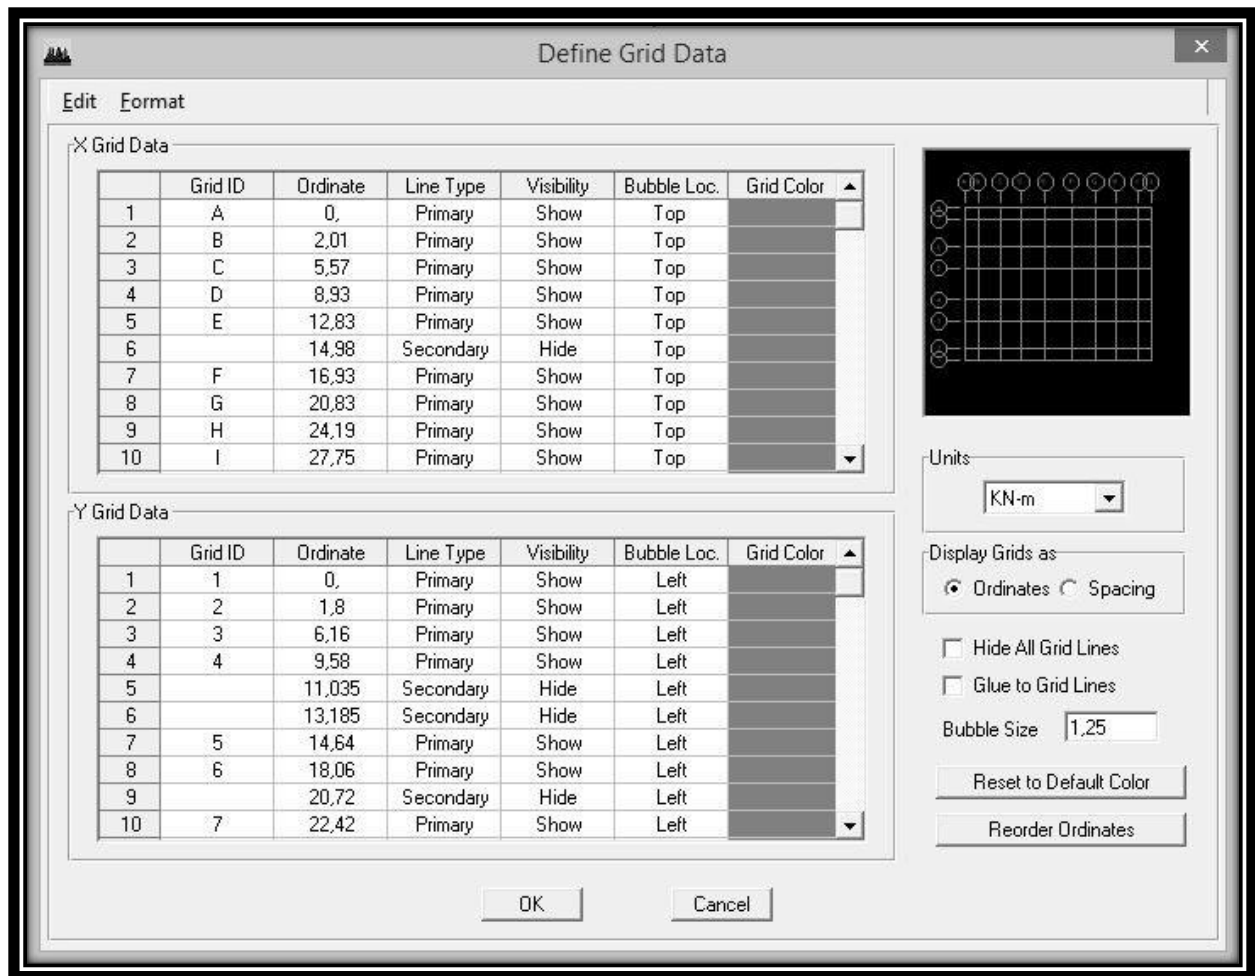 Define Grid Data
Edit Format
X Grid Data
Grid ID Ordinate Line Type Visibility Bubble Loc. Grid Color
1 A 0, Primary Show Top
2 B 2,01 Primary Show Top
3 C 5,57 Primary Show Top
4 D 8,93 Primary Show Top
5 E 12,83 Primary Show Top
6 14,98 Secondary Hide Top
7 F 16,93 Primary Show Top
8 G 20,83 Primary Show Top
9 H 24,19 Primary Show Top
10 I 27,75 Primary Show Top
Y Grid Data
Grid ID Ordinate Line Type Visibility Bubble Loc. Grid Color
1 1 0, Primary Show Left
2 2 1,8 Primary Show Left
3 3 6,16 Primary Show Left
4 4 9,58 Primary Show Left
5 11,035 Secondary Hide Left
6 13,185 Secondary Hide Left
7 5 14,64 Primary Show Left
8 6 18,06 Primary Show Left
9 20,72 Secondary Hide Left
10 7 22,42 Primary Show Left
Units
KN-m
Display Grids as
Ordinates Spacing
Hide All Grid Lines
Glue to Grid Lines
Bubble Size 1,25
Reset to Default Color
Reorder Ordinates
OK Cancel